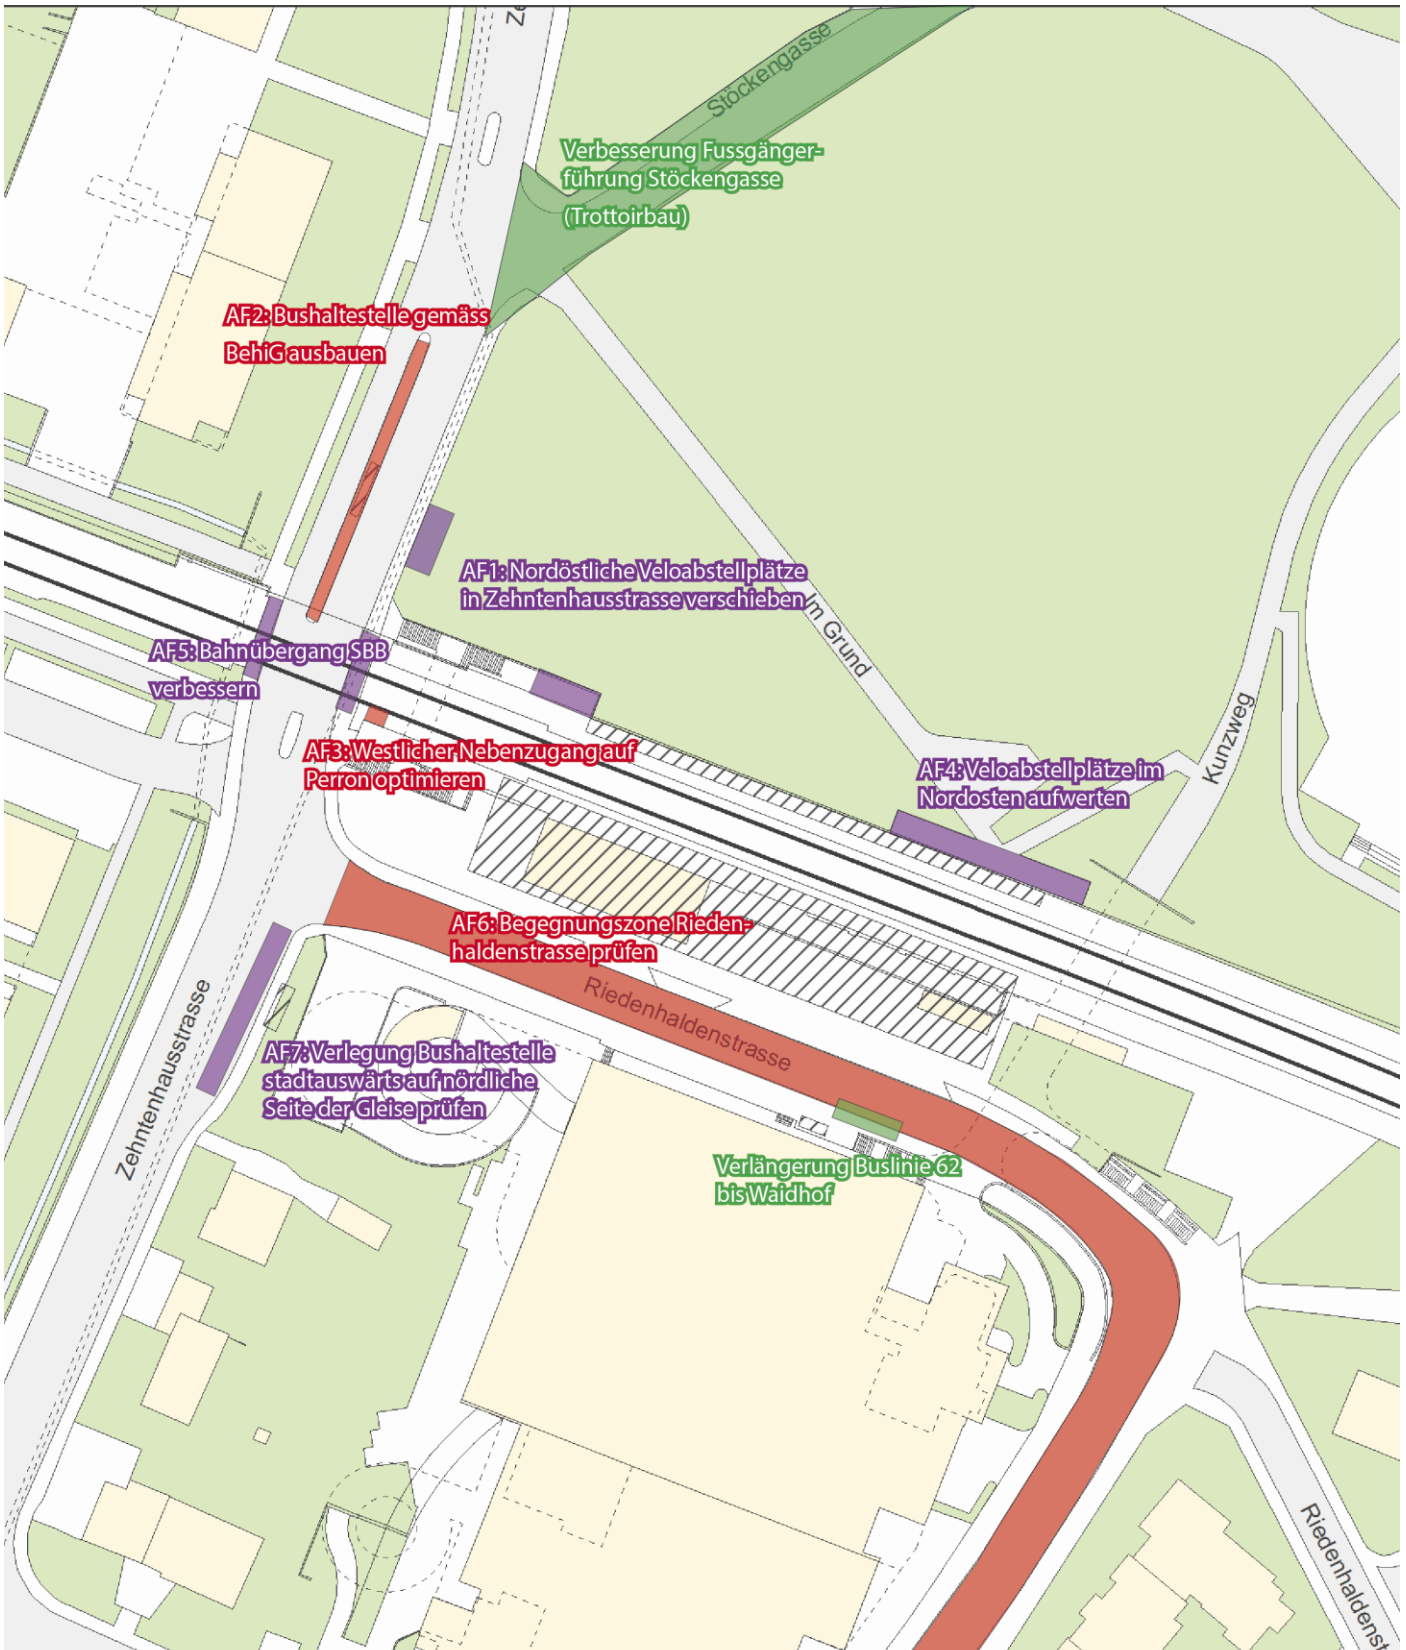 Ze
Stöckengasse
Verbesserung Fussgänger-
führung Stöckengasse
(Trottoirbau)
AF2: Bushaltestelle gemäss
BehiG ausbauen
AF1: Nordöstliche Veloabstellplätze
in Zehntenhausstrasse verschieben
Im Grund
AF5: Bahnübergang SBB
verbessern
AF3: Westlicher Nebenzugang auf
Perron optimieren
Kunzweg
AF4: Veloabstellplätze im
Nordosten aufwerten
AF6: Begegnungszone Rieden-
haldenstrasse prüfen
Riedenhaldenstrasse
Zehntenhausstrasse
AF7: Verlegung Bushaltestelle
stadtauswärts auf nördliche
Seite der Gleise prüfen
Verlängerung Buslinie 62
bis Waidhof
Riedenhaldenst